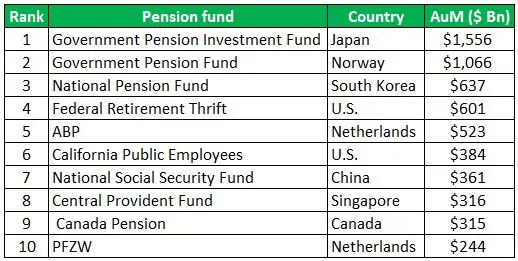 Rank Pension fund Country AuM ($ Bn)
1 Government Pension Investment Fund Japan $1,556
2 Government Pension Fund Norway $1,066
3 National Pension Fund South Korea $637
4 Federal Retirement Thrift U.S. $601
5 ABP Netherlands $523
6 California Public Employees U.S. $384
7 National Social Security Fund China $361
8 Central Provident Fund Singapore $316
9 Canada Pension Canada $315
10 PFZW Netherlands $244